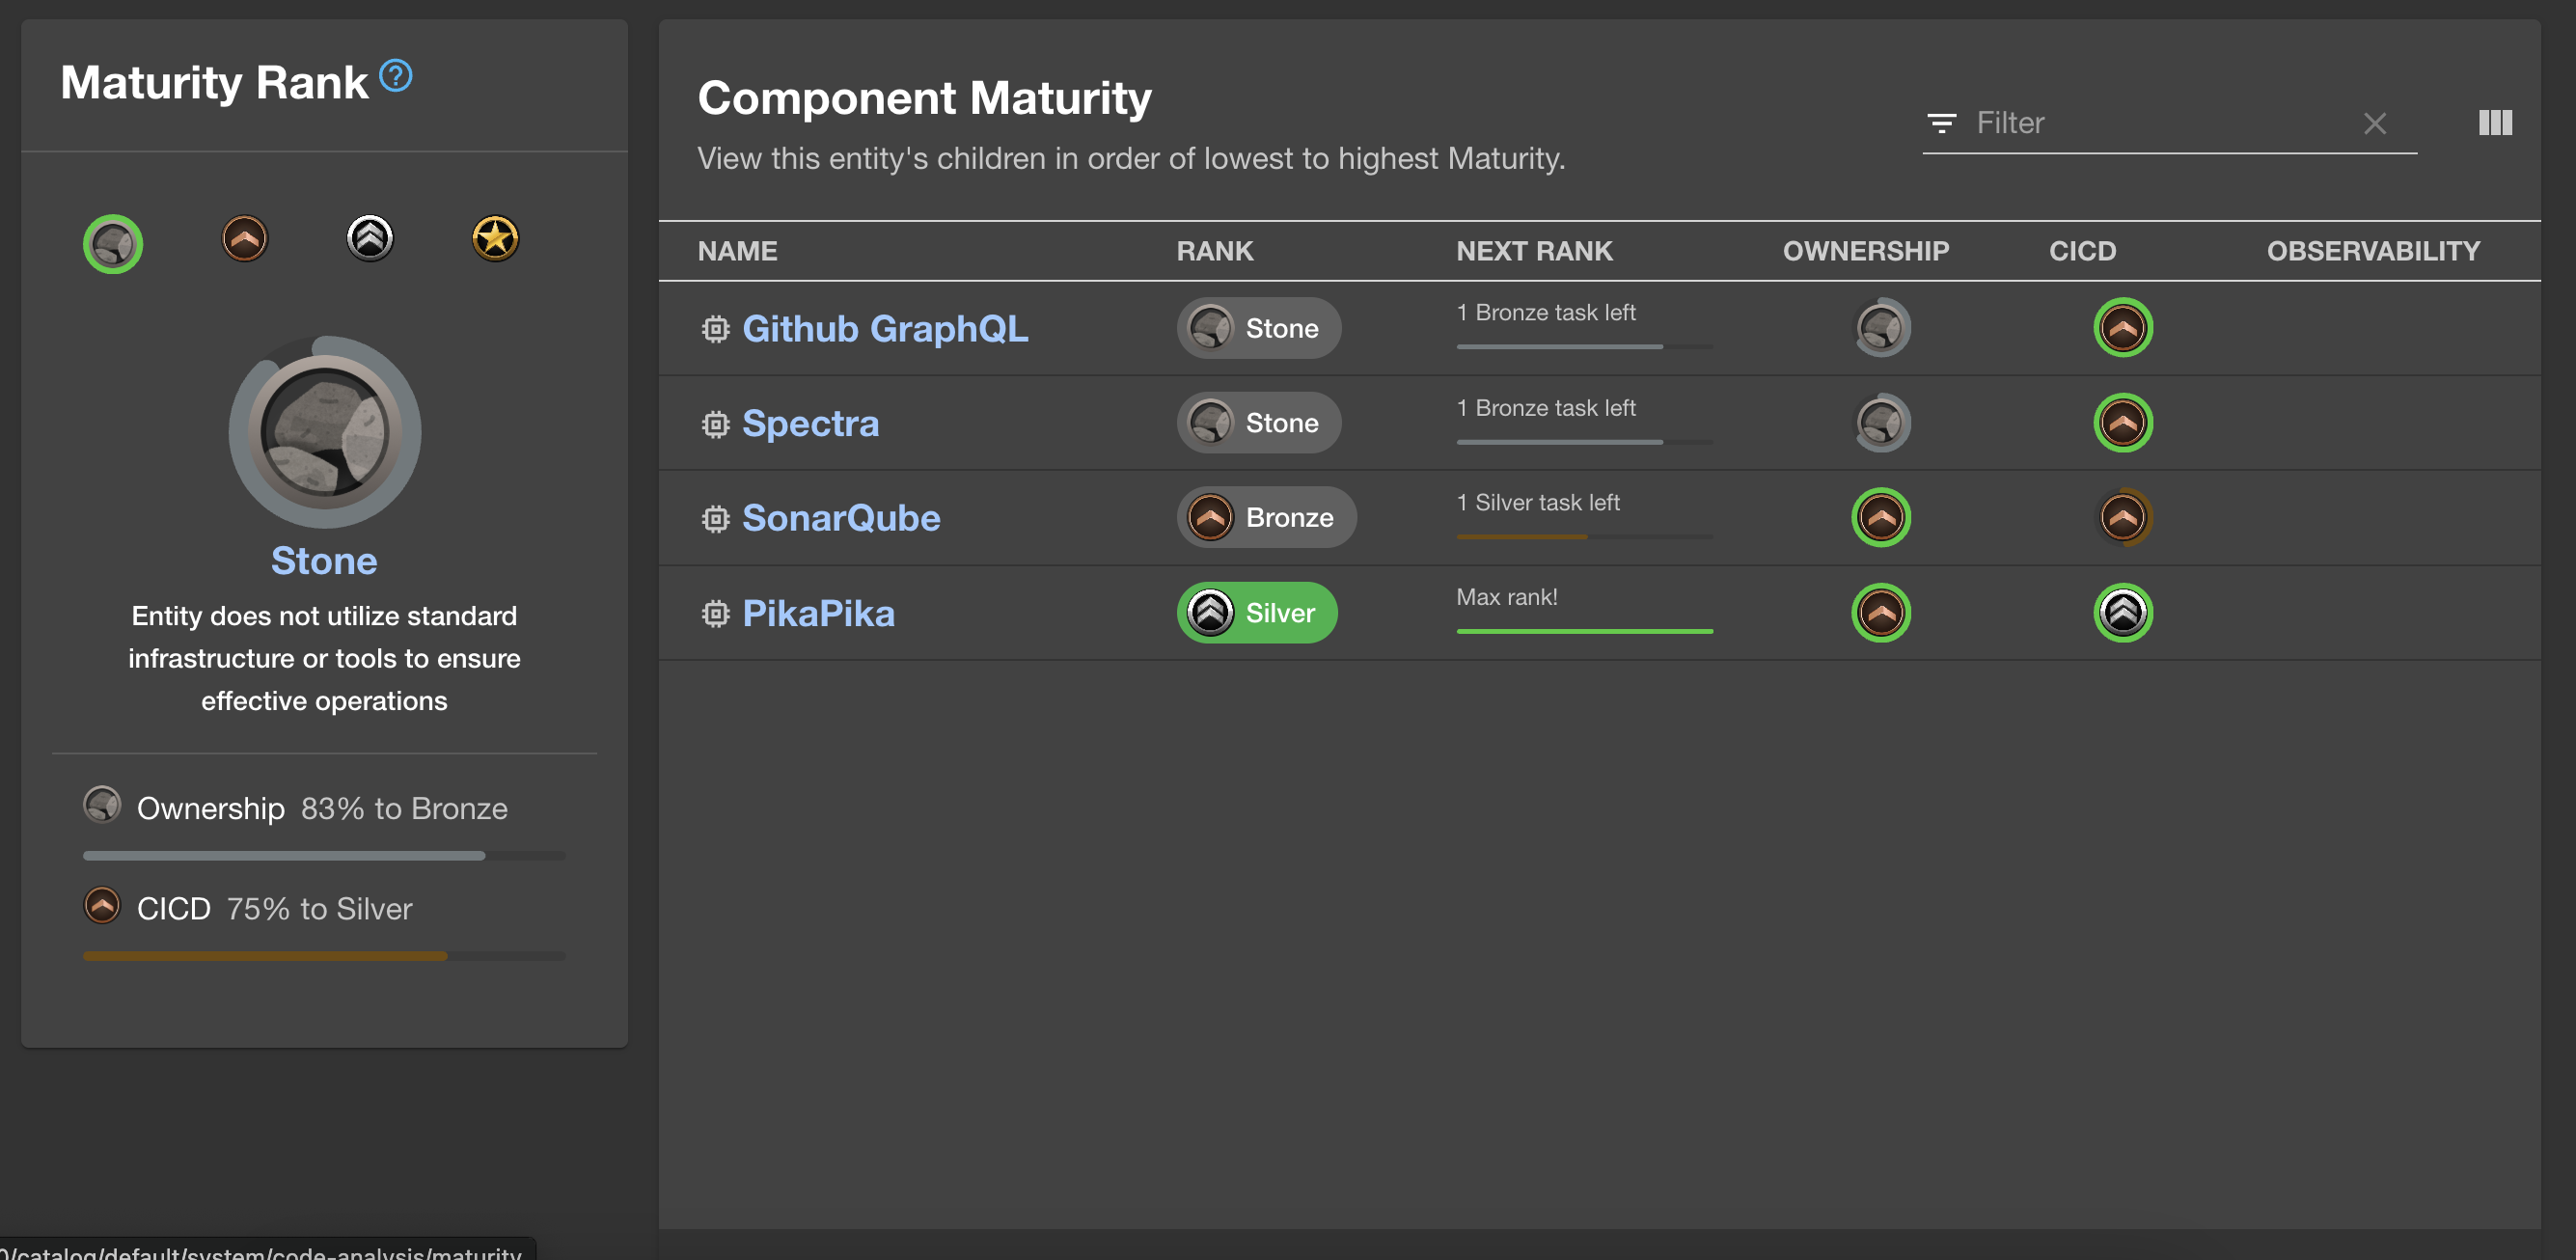 Maturity Rank ?
Stone
Entity does not utilize standard
infrastructure or tools to ensure
effective operations
Ownership 83% to Bronze
CICD 75% to Silver
Component Maturity
View this entity's children in order of lowest to highest Maturity.
Filter
NAME RANK NEXT RANK OWNERSHIP CICD OBSERVABILITY
Github GraphQL Stone 1 Bronze task left
Spectra Stone 1 Bronze task left
SonarQube Bronze 1 Silver task left
PikaPika Silver Max rank!
0/catalog/default/system/code-analysis/maturity